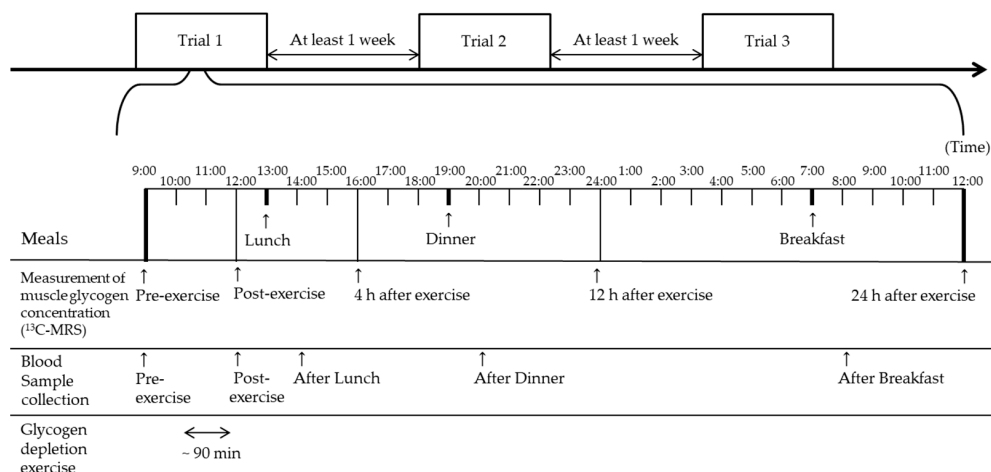 Trial 1
At least 1 week
Trial 2
At least 1 week
Trial 3
(Time)
9:00 11:00 13:00 15:00 17:00 19:00 21:00 23:00 1:00 3:00 5:00 7:00 9:00 11:00
10:00 12:00 14:00 16:00 18:00 20:00 22:00 24:00 2:00 4:00 6:00 8:00 10:00 12:00
Meals
Lunch
Dinner
Breakfast
Measurement of
muscle glycogen
concentration
(¹³C-MRS)
Pre-exercise
Post-exercise
4 h after exercise
12 h after exercise
24 h after exercise
Blood
Sample
collection
Pre-
exercise
Post-
exercise
After Lunch
After Dinner
After Breakfast
Glycogen
depletion
exercise
~ 90 min